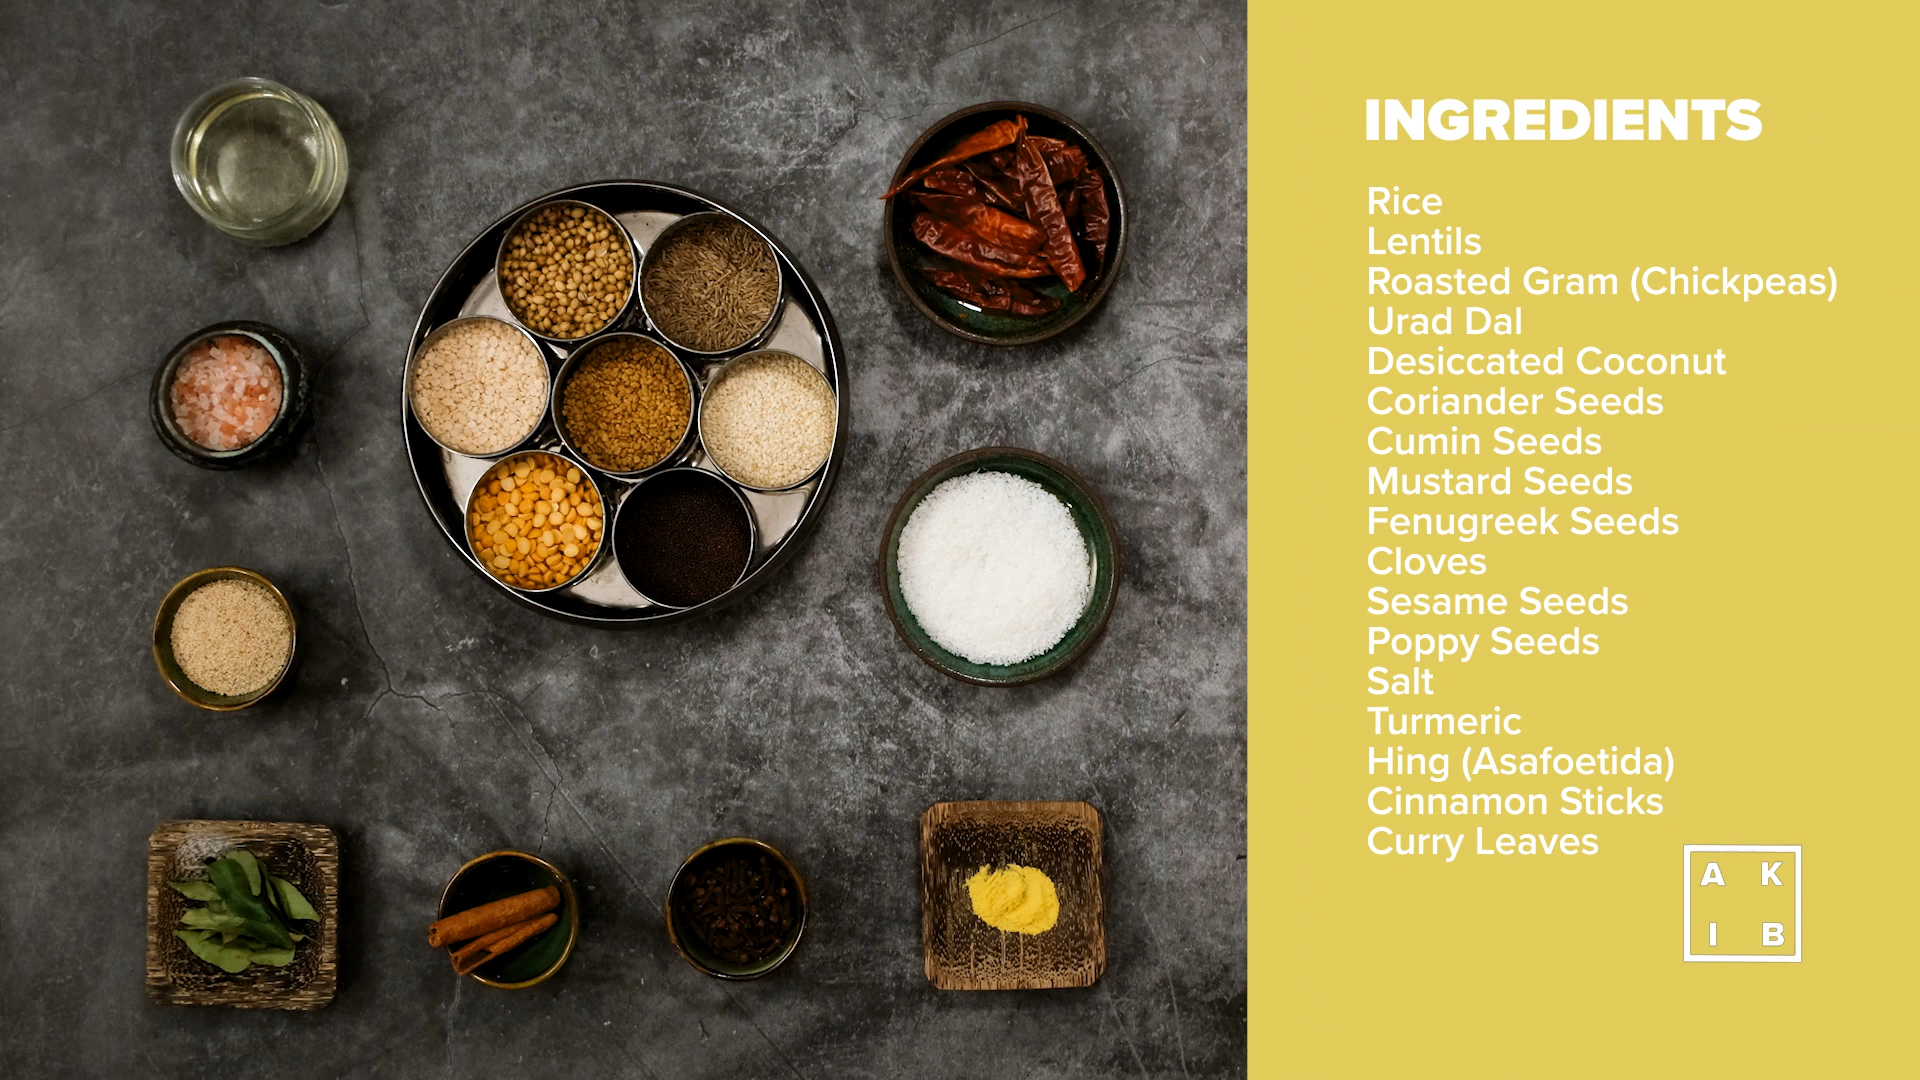 INGREDIENTS
Rice
Lentils
Roasted Gram (Chickpeas)
Urad Dal
Desiccated Coconut
Coriander Seeds
Cumin Seeds
Mustard Seeds
Fenugreek Seeds
Cloves
Sesame Seeds
Poppy Seeds
Salt
Turmeric
Hing (Asafoetida)
Cinnamon Sticks
Curry Leaves
A K
I B